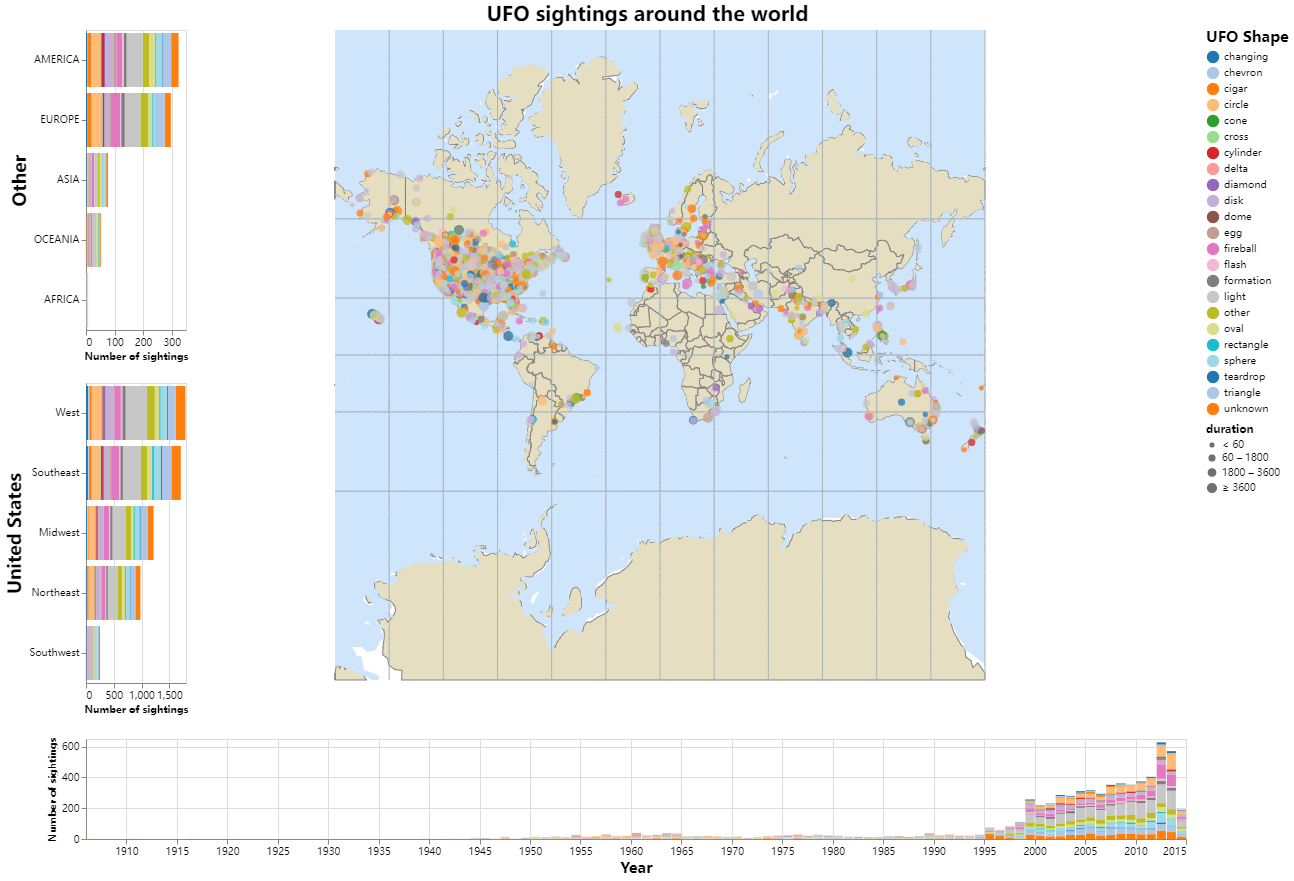 UFO sightings around the world
Other
AMERICA
EUROPE
ASIA
OCEANIA
AFRICA
0 100 200 300
Number of sightings
United States
West
Southeast
Midwest
Northeast
Southwest
0 500 1,000 1,500
Number of sightings
UFO Shape
changing
chevron
cigar
circle
cone
cross
cylinder
delta
diamond
disk
dome
egg
fireball
flash
formation
light
other
oval
rectangle
sphere
teardrop
triangle
unknown
duration
< 60
60 – 1800
1800 – 3600
≥ 3600
Number of sightings
600
400
200
0
1910 1915 1920 1925 1930 1935 1940 1945 1950 1955 1960 1965 1970 1975 1980 1985 1990 1995 2000 2005 2010 2015
Year